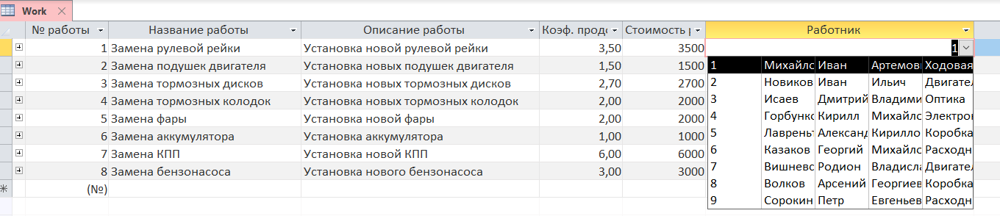 Work
№ работы Название работы Описание работы Коэф. продо Стоимость р Работник
1 Замена рулевой рейки Установка новой рулевой рейки 3,50 3500 1
2 Замена подушек двигателя Установка новых подушек двигателя 1,50 1500 1 Михайло Иван Артемови Ходовая
3 Замена тормозных дисков Установка новых тормозных дисков 2,70 2700 2 Новиков Иван Ильич Двигател
4 Замена тормозных колодок Установка новых тормозных колодок 2,00 2000 3 Исаев Дмитрий Владими Оптика
5 Замена фары Установка новой фары 2,00 2000 4 Горбунко Кирилл Михайло Электрон
6 Замена аккумулятора Установка аккумулятора 1,00 1000 5 Лаврень Александ Кирилло Коробка
7 Замена КПП Установка новой КПП 6,00 6000 6 Казаков Георгий Михайло Расходн
8 Замена бензонасоса Установка нового бензонасоса 3,00 3000 7 Вишневс Родион Владисла Двигател
(№) 8 Волков Арсений Георгиев Коробка
9 Сорокин Петр Евгеньев Расходн